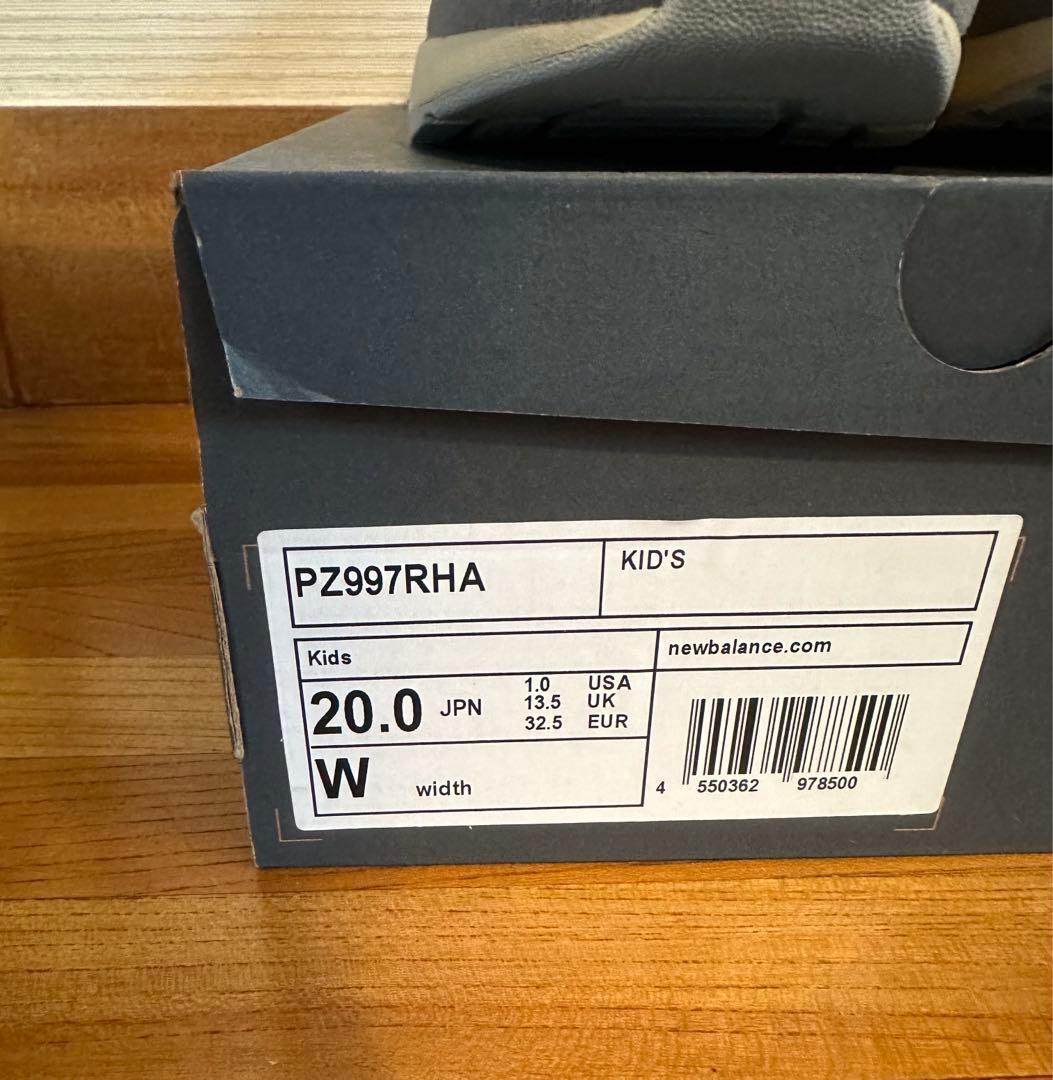 PZ997RHA
KID'S
Kids
newbalance.com
20.0 JPN
1.0 USA
13.5 UK
32.5 EUR
W width
4 550362 978500